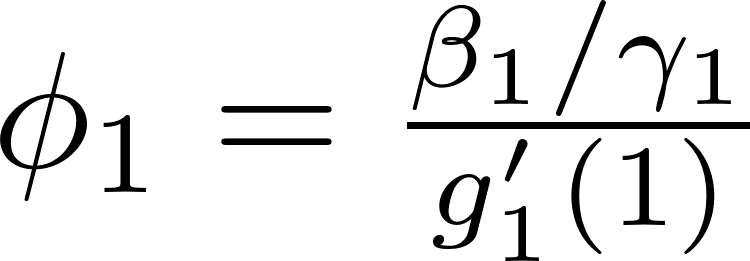 ϕ₁ = (β₁/γ₁) / (g′₁(1))